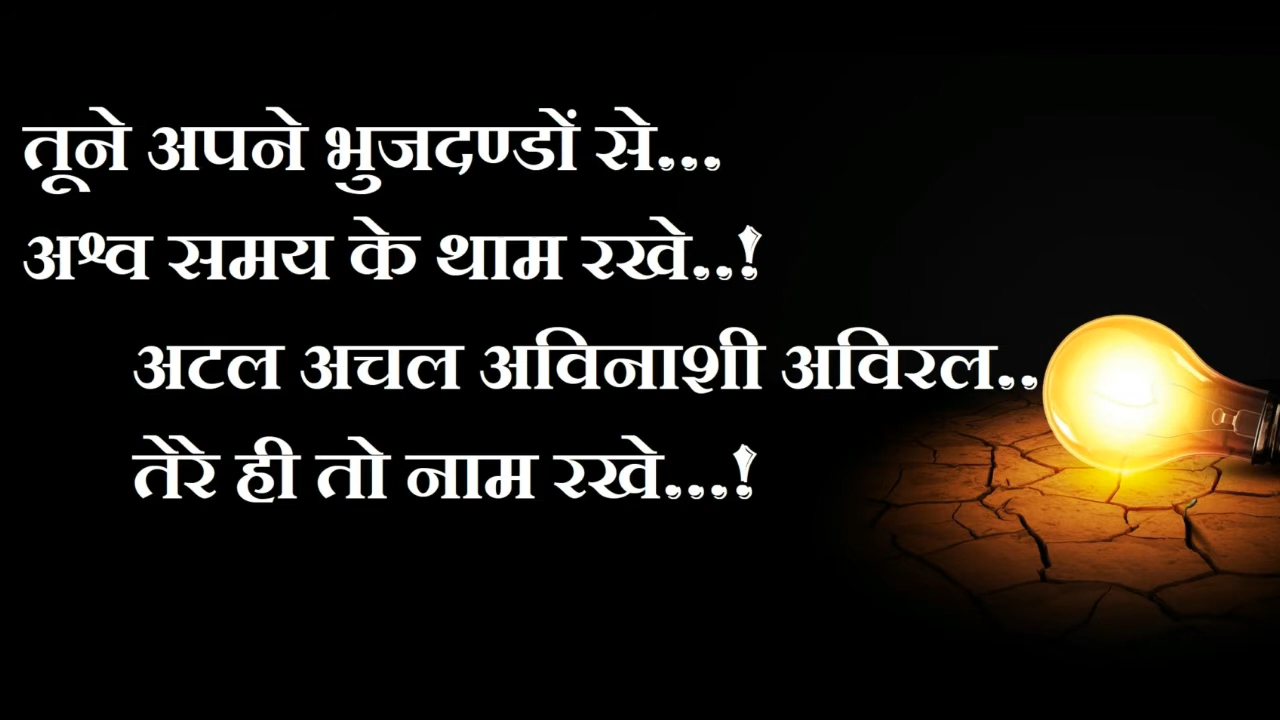 तूने अपने भुजदण्डों से...
अश्व समय के थाम रखे..!
अटल अचल अविनाशी अविरल..
तेरे ही तो नाम रखे...!